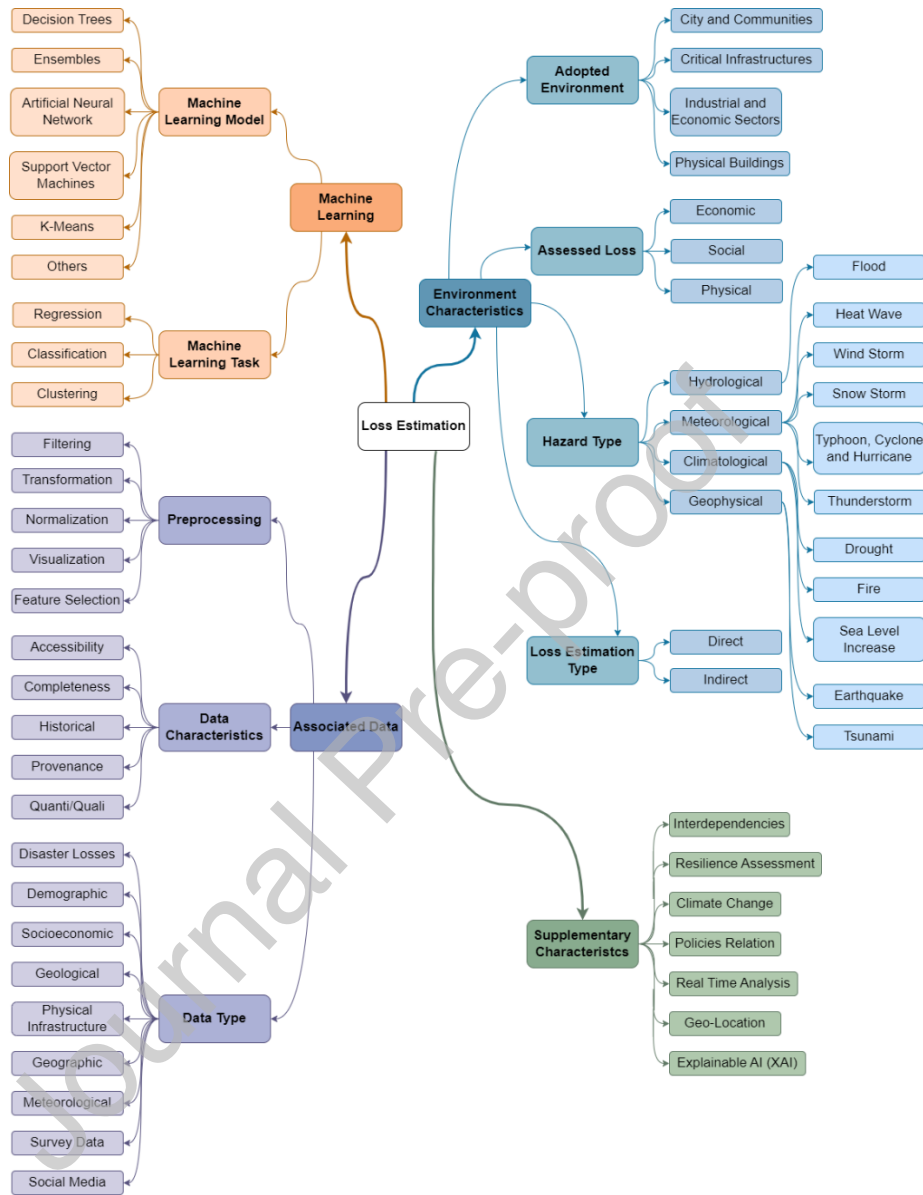 Decision Trees
Ensembles
Artificial Neural
Network
Support Vector
Machines
K-Means
Others
Machine
Learning Model
Regression
Classification
Clustering
Machine
Learning Task
Machine
Learning
Loss Estimation
Filtering
Transformation
Normalization
Visualization
Feature Selection
Preprocessing
Accessibility
Completeness
Historical
Provenance
Quanti/Quali
Data
Characteristics
Associated Data
Disaster Losses
Demographic
Socioeconomic
Geological
Physical
Infrastructure
Geographic
Meteorological
Survey Data
Social Media
Data Type
Environment
Characteristics
Adopted
Environment
City and Communities
Critical Infrastructures
Industrial and
Economic Sectors
Physical Buildings
Assessed Loss
Economic
Social
Physical
Hazard Type
Hydrological
Meteorological
Climatological
Geophysical
Flood
Heat Wave
Wind Storm
Snow Storm
Typhoon, Cyclone
and Hurricane
Thunderstorm
Drought
Fire
Sea Level
Increase
Earthquake
Tsunami
Loss Estimation
Type
Direct
Indirect
Supplementary
Characteristcs
Interdependencies
Resilience Assessment
Climate Change
Policies Relation
Real Time Analysis
Geo-Location
Explainable AI (XAI)
Journal Pre-proof